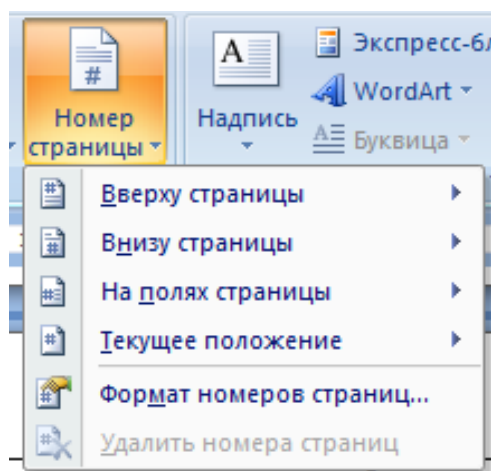 Номер страницы
Надпись
Экспресс-бл
WordArt
Буквица
Вверху страницы
Внизу страницы
На полях страницы
Текущее положение
Формат номеров страниц...
Удалить номера страниц